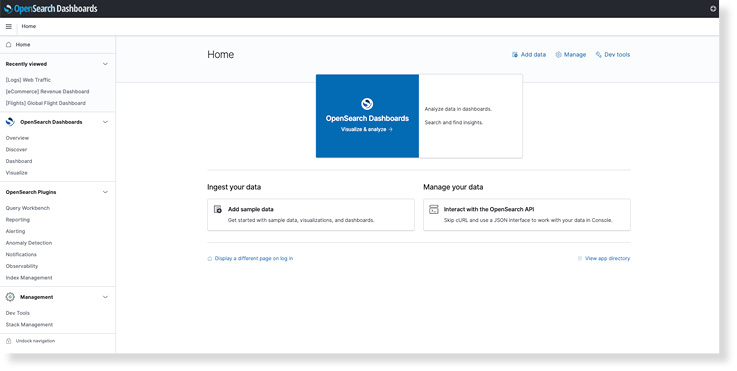 OpenSearch Dashboards
Home
Home
Recently viewed
[Logs] Web Traffic
[eCommerce] Revenue Dashboard
[Flights] Global Flight Dashboard
OpenSearch Dashboards
Overview
Discover
Dashboard
Visualize
OpenSearch Plugins
Query Workbench
Reporting
Alerting
Anomaly Detection
Notifications
Observability
Index Management
Management
Dev Tools
Stack Management
Undock navigation
Home
Add data
Manage
Dev tools
OpenSearch Dashboards
Visualize & analyze →
Analyze data in dashboards.
Search and find insights.
Ingest your data
Add sample data
Get started with sample data, visualizations, and dashboards.
Manage your data
Interact with the OpenSearch API
Skip cURL and use a JSON interface to work with your data in Console.
Display a different page on log in
View app directory